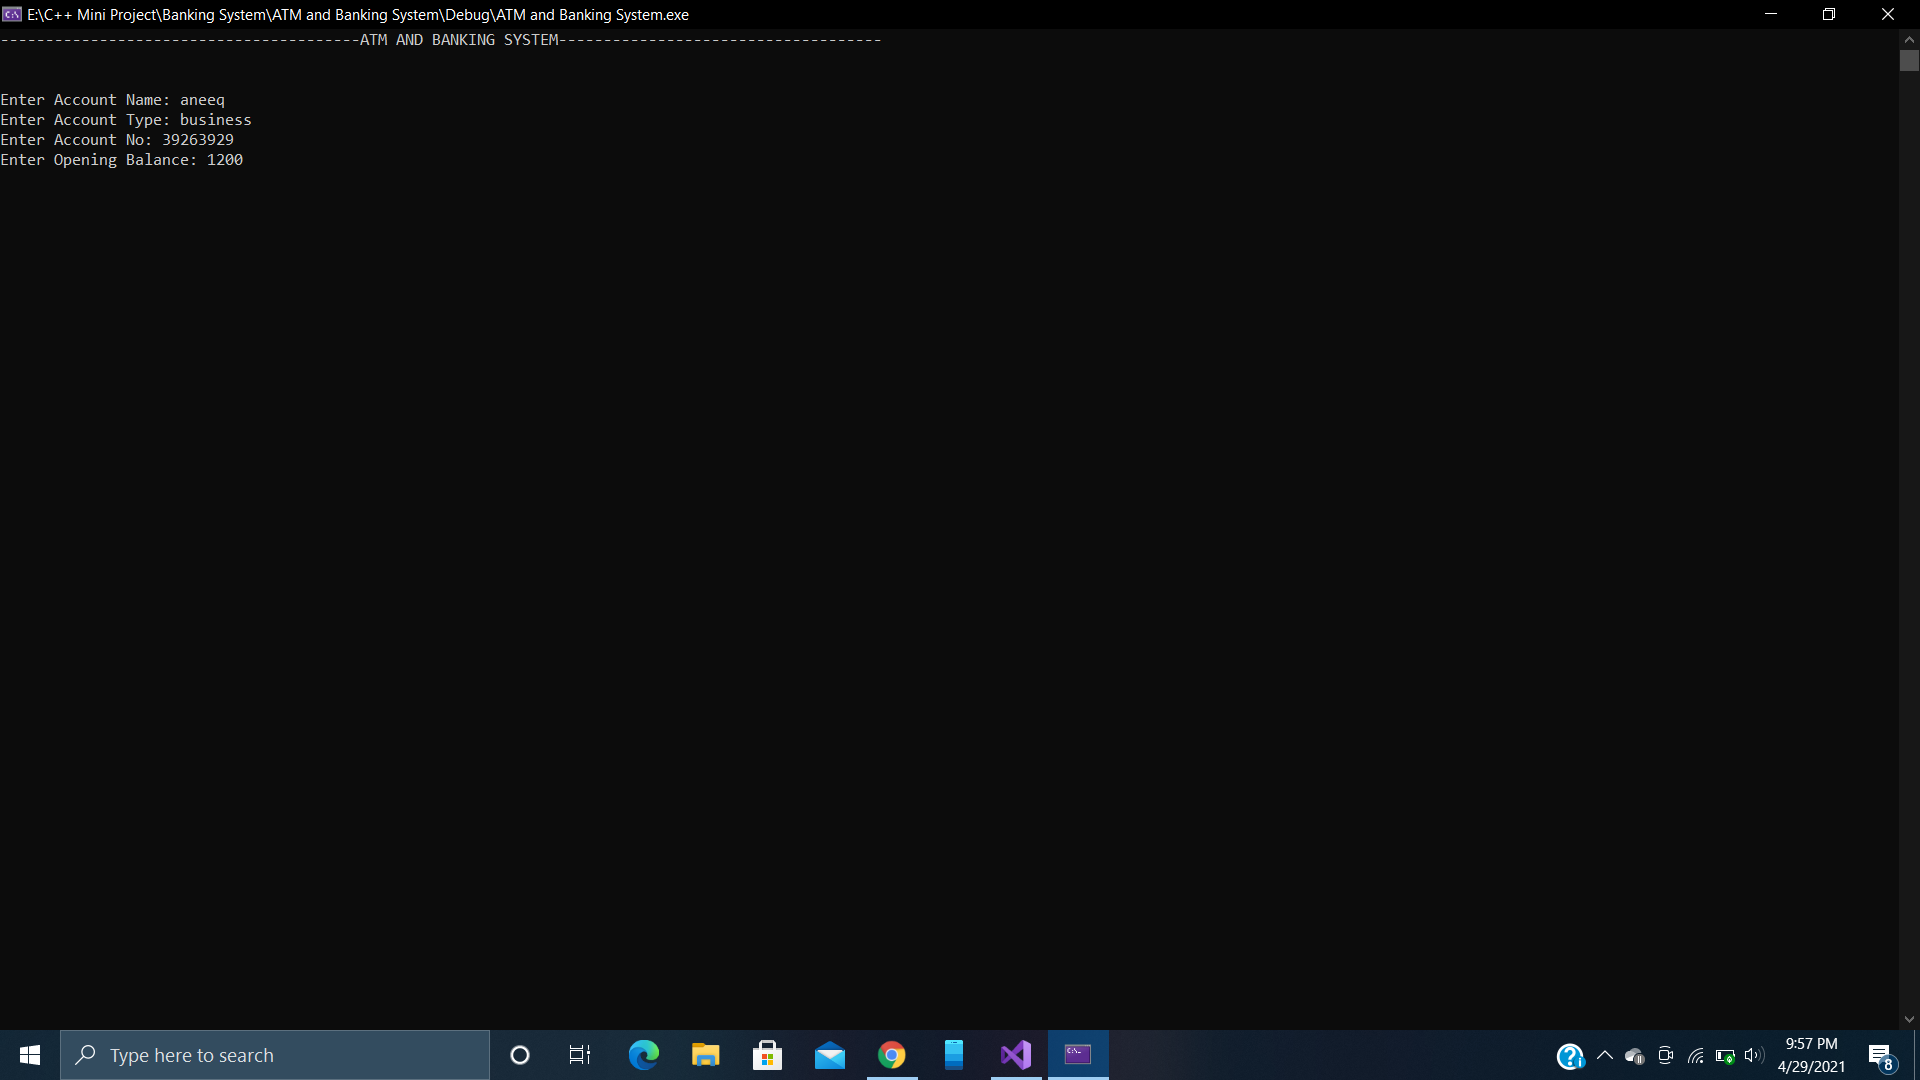 E:\C++ Mini Project\Banking System\ATM and Banking System\Debug\ATM and Banking System.exe
----------------------------------------ATM AND BANKING SYSTEM------------------------------------
Enter Account Name: aneeq
Enter Account Type: business
Enter Account No: 39263929
Enter Opening Balance: 1200
Type here to search
9:57 PM
4/29/2021
8